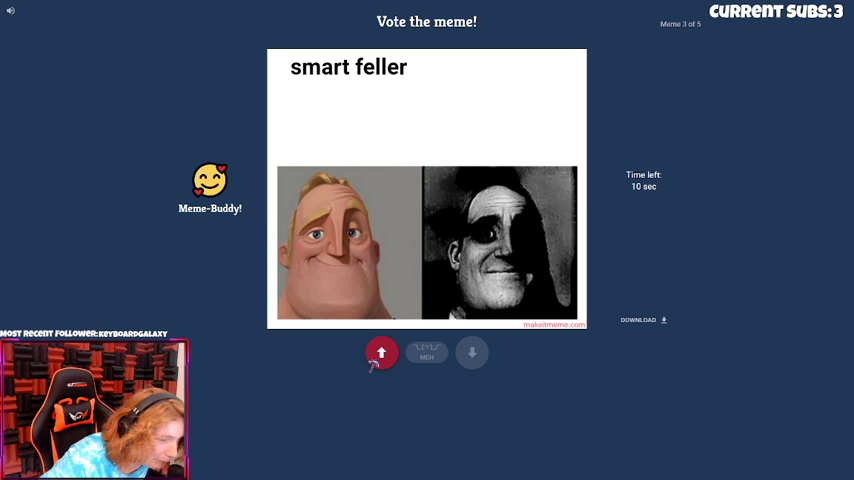 CURRENT SUBS: 3
Vote the meme!
Meme 3 of 5
smart feller
Time left:
10 sec
Meme-Buddy!
DOWNLOAD
makeitmeme.com
MOST RECENT FOLLOWER: KEYBOARDGALAXY
¯\_(ツ)_/¯
MEH